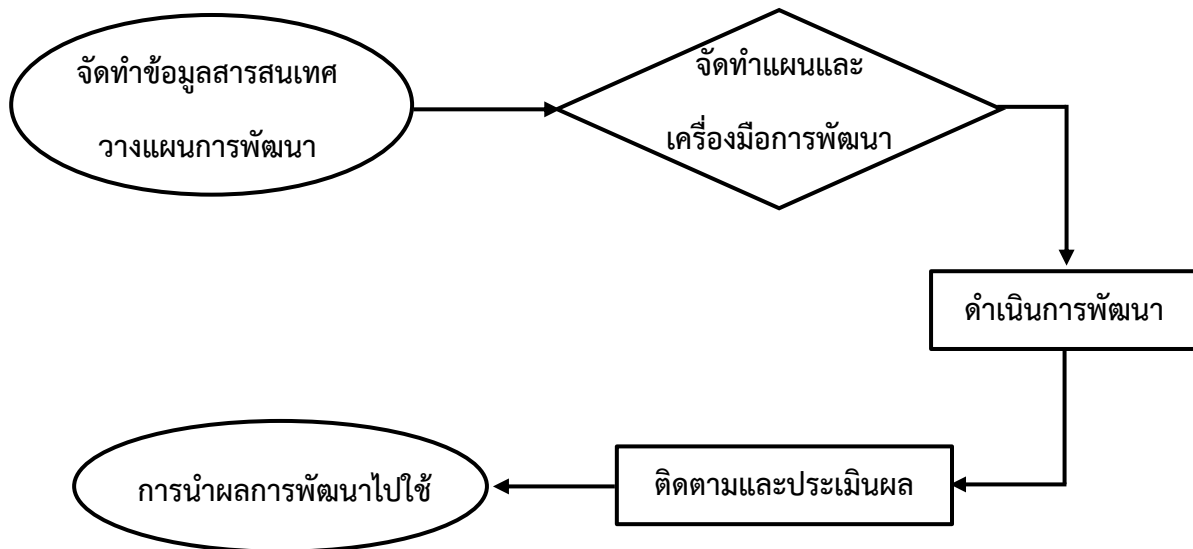 จัดทำข้อมูลสารสนเทศ
วางแผนการพัฒนา
จัดทำแผนและ
เครื่องมือการพัฒนา
ดำเนินการพัฒนา
ติดตามและประเมินผล
การนำผลการพัฒนาไปใช้